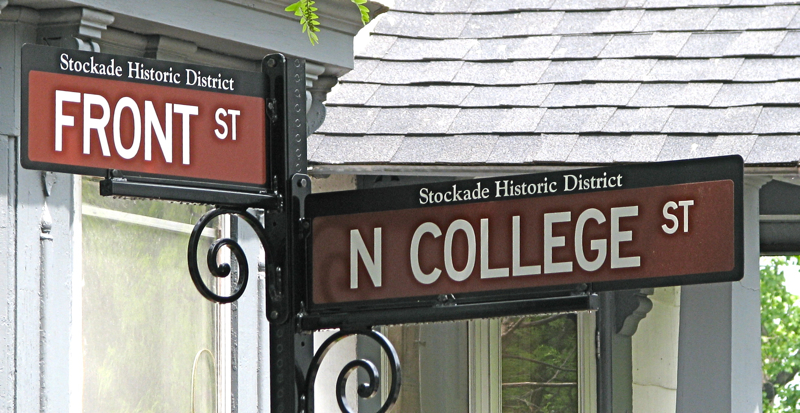 Stockade Historic District
FRONT ST
Stockade Historic District
N COLLEGE ST